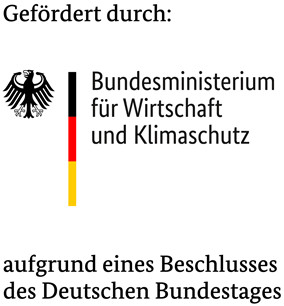 Gefördert durch:
Bundesministerium
für Wirtschaft
und Klimaschutz
aufgrund eines Beschlusses
des Deutschen Bundestages